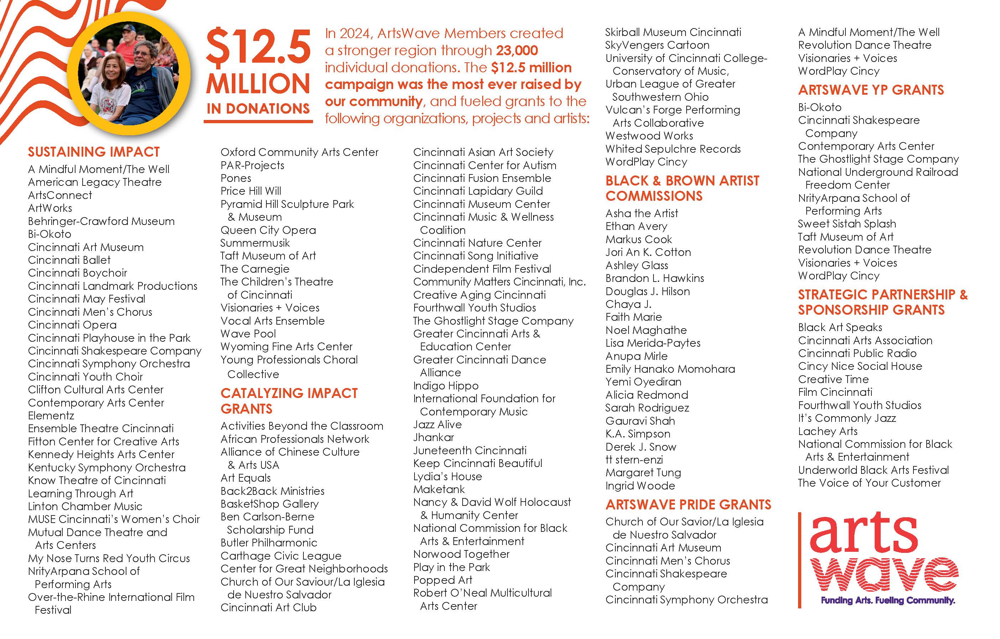 $12.5
MILLION
IN DONATIONS
In 2024, ArtsWave Members created
a stronger region through 23,000
individual donations. The $12.5 million
campaign was the most ever raised by
our community, and fueled grants to the
following organizations, projects and artists:
SUSTAINING IMPACT
A Mindful Moment/The Well
American Legacy Theatre
ArtsConnect
ArtWorks
Behringer-Crawford Museum
Bi-Okoto
Cincinnati Art Museum
Cincinnati Ballet
Cincinnati Boychoir
Cincinnati Landmark Productions
Cincinnati May Festival
Cincinnati Men's Chorus
Cincinnati Opera
Cincinnati Playhouse in the Park
Cincinnati Shakespeare Company
Cincinnati Symphony Orchestra
Cincinnati Youth Choir
Clifton Cultural Arts Center
Contemporary Arts Center
Elementz
Ensemble Theatre Cincinnati
Fitton Center for Creative Arts
Kennedy Heights Arts Center
Kentucky Symphony Orchestra
Know Theatre of Cincinnati
Learning Through Art
Linton Chamber Music
MUSE Cincinnati's Women's Choir
Mutual Dance Theatre and
Arts Centers
My Nose Turns Red Youth Circus
NrityArpana School of
Performing Arts
Over-the-Rhine International Film
Festival
Oxford Community Arts Center
PAR-Projects
Pones
Price Hill Will
Pyramid Hill Sculpture Park
& Museum
Queen City Opera
Summermusik
Taft Museum of Art
The Carnegie
The Children's Theatre
of Cincinnati
Visionaries + Voices
Vocal Arts Ensemble
Wave Pool
Wyoming Fine Arts Center
Young Professionals Choral
Collective
CATALYZING IMPACT
GRANTS
Activities Beyond the Classroom
African Professionals Network
Alliance of Chinese Culture
& Arts USA
Art Equals
Back2Back Ministries
BasketShop Gallery
Ben Carlson-Berne
Scholarship Fund
Butler Philharmonic
Carthage Civic League
Center for Great Neighborhoods
Church of Our Saviour/La Iglesia
de Nuestro Salvador
Cincinnati Art Club
Cincinnati Asian Art Society
Cincinnati Center for Autism
Cincinnati Fusion Ensemble
Cincinnati Lapidary Guild
Cincinnati Museum Center
Cincinnati Music & Wellness
Coalition
Cincinnati Nature Center
Cincinnati Song Initiative
Cindependent Film Festival
Community Matters Cincinnati, Inc.
Creative Aging Cincinnati
Fourthwall Youth Studios
The Ghostlight Stage Company
Greater Cincinnati Arts &
Education Center
Greater Cincinnati Dance
Alliance
Indigo Hippo
International Foundation for
Contemporary Music
Jazz Alive
Jhankar
Juneteenth Cincinnati
Keep Cincinnati Beautiful
Lydia's House
Maketank
Nancy & David Wolf Holocaust
& Humanity Center
National Commission for Black
Arts & Entertainment
Norwood Together
Play in the Park
Popped Art
Robert O'Neal Multicultural
Arts Center
Skirball Museum Cincinnati
SkyVengers Cartoon
University of Cincinnati College-
Conservatory of Music,
Urban League of Greater
Southwestern Ohio
Vulcan's Forge Performing
Arts Collaborative
Westwood Works
Whited Sepulchre Records
WordPlay Cincy
BLACK & BROWN ARTIST
COMMISSIONS
Asha the Artist
Ethan Avery
Markus Cook
Jori An K. Cotton
Ashley Glass
Brandon L. Hawkins
Douglas J. Hilson
Chaya J.
Faith Marie
Noel Maghathe
Lisa Merida-Paytes
Anupa Mirle
Emily Hanako Momohara
Yemi Oyediran
Alicia Redmond
Sarah Rodriguez
Gauravi Shah
K.A. Simpson
Derek J. Snow
tt stern-enzi
Margaret Tung
Ingrid Woode
ARTSWAVE PRIDE GRANTS
Church of Our Savior/La Iglesia
de Nuestro Salvador
Cincinnati Art Museum
Cincinnati Men's Chorus
Cincinnati Shakespeare
Company
Cincinnati Symphony Orchestra
A Mindful Moment/The Well
Revolution Dance Theatre
Visionaries + Voices
WordPlay Cincy
ARTSWAVE YP GRANTS
Bi-Okoto
Cincinnati Shakespeare
Company
Contemporary Arts Center
The Ghostlight Stage Company
National Underground Railroad
Freedom Center
NrityArpana School of
Performing Arts
Sweet Sistah Splash
Taft Museum of Art
Revolution Dance Theatre
Visionaries + Voices
WordPlay Cincy
STRATEGIC PARTNERSHIP &
SPONSORSHIP GRANTS
Black Art Speaks
Cincinnati Arts Association
Cincinnati Public Radio
Cincy Nice Social House
Creative Time
Film Cincinnati
Fourthwall Youth Studios
It's Commonly Jazz
Lachey Arts
National Commission for Black
Arts & Entertainment
Underworld Black Arts Festival
The Voice of Your Customer
arts
wave
Funding Arts. Fueling Community.